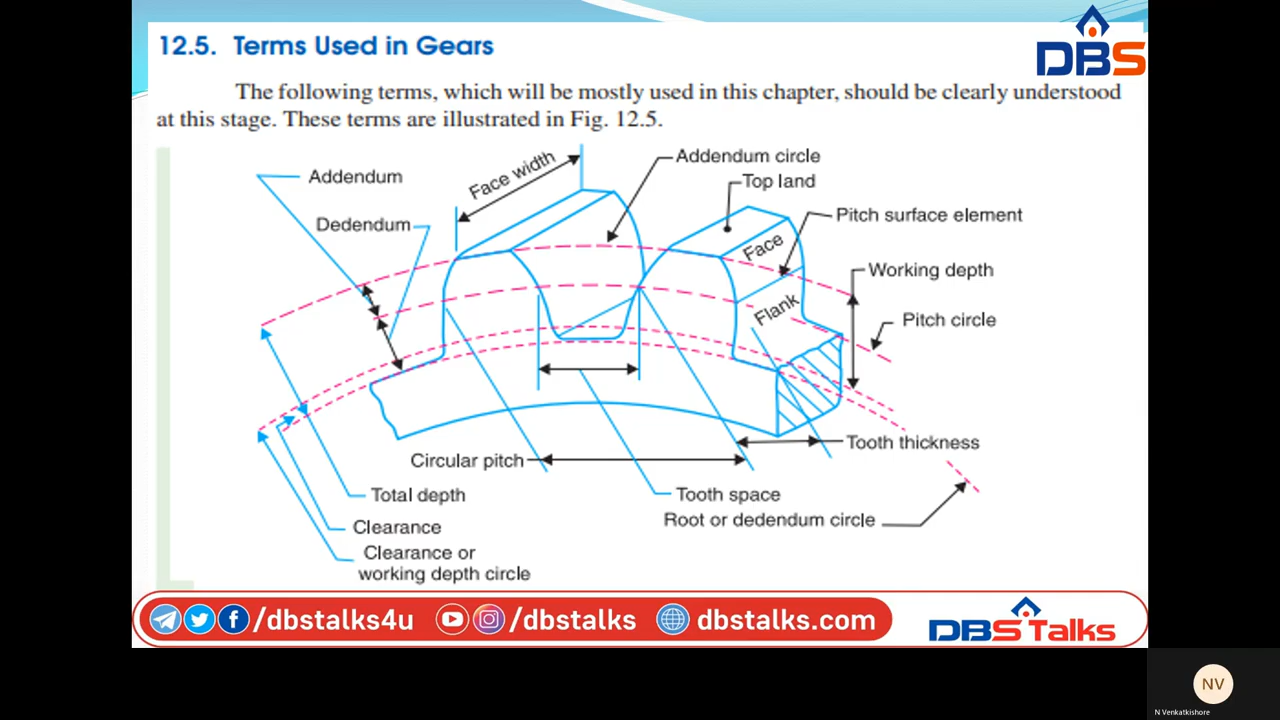 12.5. Terms Used in Gears
DBS
The following terms, which will be mostly used in this chapter, should be clearly understood
at this stage. These terms are illustrated in Fig. 12.5.
Addendum
Dedendum
Face width
Addendum circle
Top land
Pitch surface element
Face
Working depth
Flank
Pitch circle
Tooth thickness
Circular pitch
Total depth
Tooth space
Root or dedendum circle
Clearance
Clearance or
working depth circle
/dbstalks4u
/dbstalks
dbstalks.com
DBS Talks
NV
N Venkatkishore